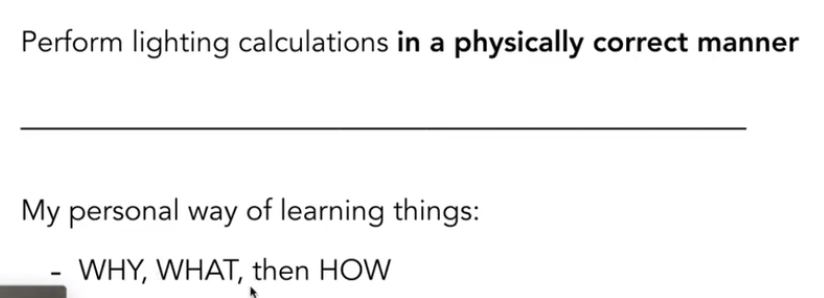 Perform lighting calculations in a physically correct manner
My personal way of learning things:
- WHY, WHAT, then HOW